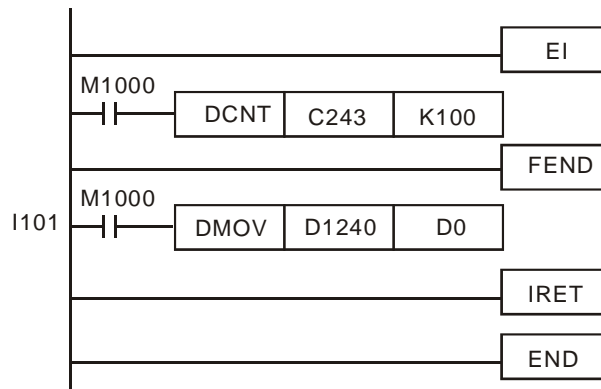 EI
M1000
DCNT C243 K100
FEND
M1000
I101 DMOV D1240 D0
IRET
END